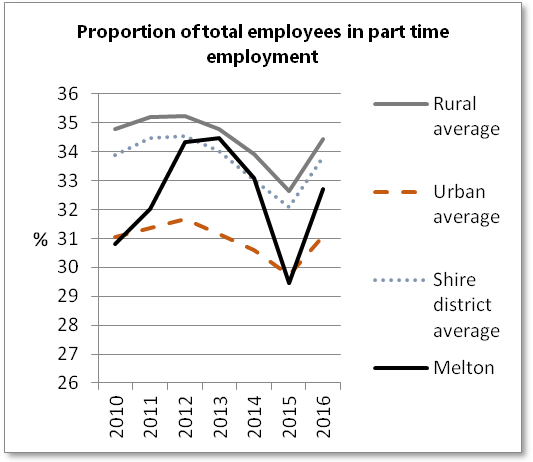 Proportion of total employees in part time
employment
36
35
34
33
32
31
30
29
28
27
26
%
2010
2011
2012
2013
2014
2015
2016
Rural
average
Urban
average
Shire
district
average
Melton